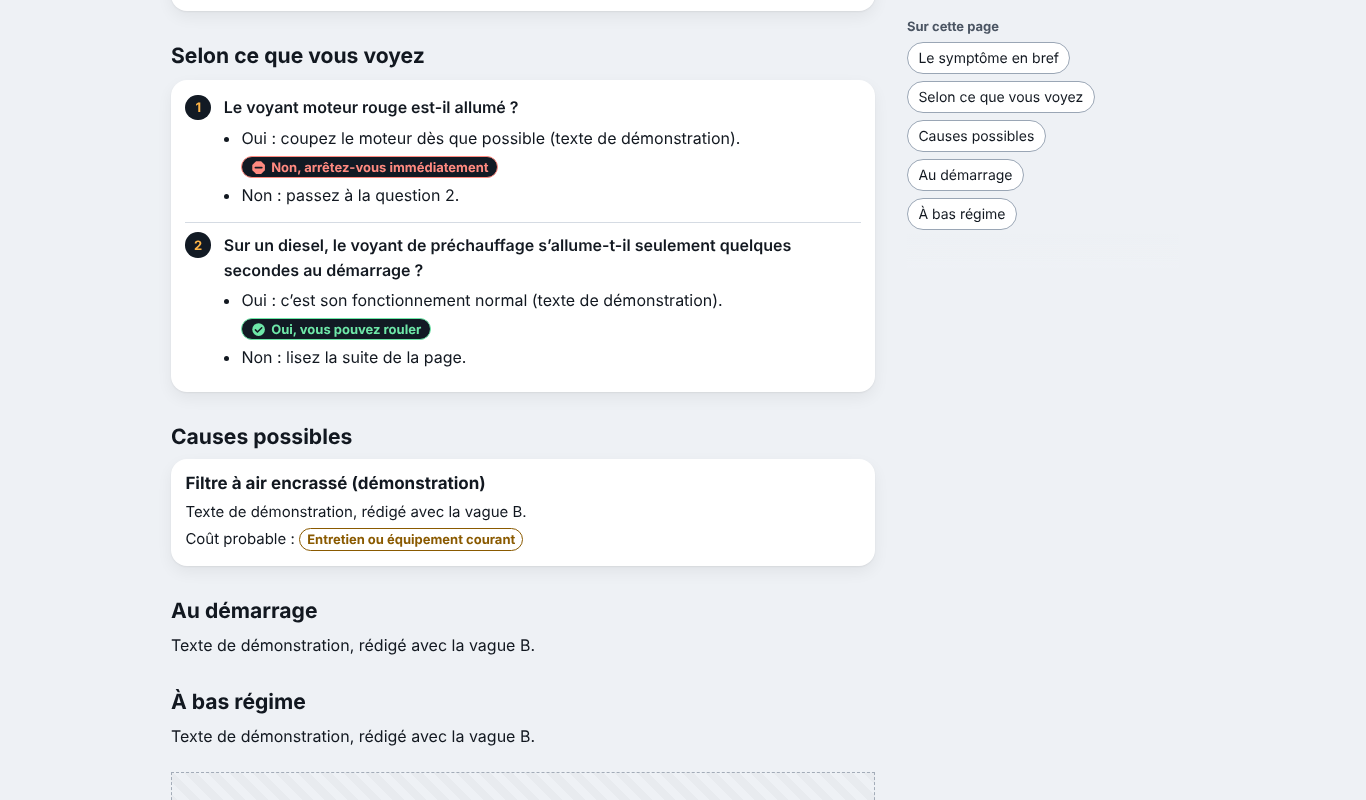 Selon ce que vous voyez
1 Le voyant moteur rouge est-il allumé ?
• Oui : coupez le moteur dès que possible (texte de démonstration).
Non, arrêtez-vous immédiatement
• Non : passez à la question 2.
2 Sur un diesel, le voyant de préchauffage s’allume-t-il seulement quelques
secondes au démarrage ?
• Oui : c’est son fonctionnement normal (texte de démonstration).
Oui, vous pouvez rouler
• Non : lisez la suite de la page.
Causes possibles
Filtre à air encrassé (démonstration)
Texte de démonstration, rédigé avec la vague B.
Coût probable : Entretien ou équipement courant
Au démarrage
Texte de démonstration, rédigé avec la vague B.
À bas régime
Texte de démonstration, rédigé avec la vague B.
Sur cette page
Le symptôme en bref
Selon ce que vous voyez
Causes possibles
Au démarrage
À bas régime